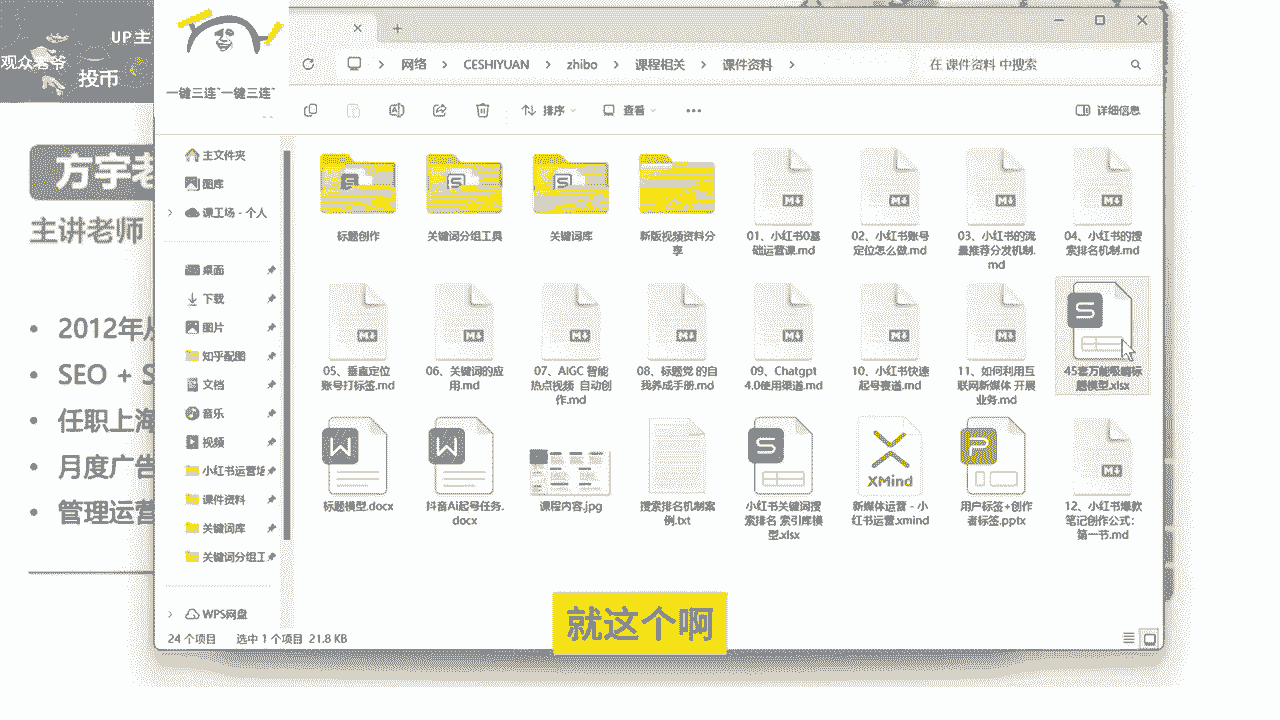 UP主
观众老爷
投币
一键三连~一键三连~
方宇老
主讲老师
2012年从
SEO + S
任职上海
月度广告
管理运营
网络
CESHIYUAN
zhibo
课程相关
课件资料
在 课件资料 中搜索
排序
查看
详细信息
主文件夹
图库
课工场 - 个人
桌面
下载
图片
知乎配图
文档
音乐
视频
小红书运营
课件资料
关键词库
关键词分组工
WPS网盘
标题创作
关键词分组工具
关键词库
新版视频资料分
享
01、小红书0基
础运营课.md
02、小红书账号
定位怎么做.md
03、小红书的流
量推荐分发机制.
md
04、小红书的搜
索排名机制.md
05、垂直定位
账号打标签.md
06、关键词的应
用.md
07、AIGC 智能
热点视频 自动创
作.md
08、标题党 的自
我养成手册.md
09、Chatgpt
4.0使用渠道.md
10、小红书快速
起号赛道.md
11、如何利用互
联网新媒体 开展
业务.md
45套万能吸睛标
题模型.xlsx
标题模型.docx
抖音Ai起号任务.
docx
课程内容.jpg
搜索排名机制案
例.txt
小红书关键词搜
索排名 索引库模
型.xlsx
XMind
新媒体运营 - 小
红书运营.xmind
用户标签+创作
者标签.pptx
12、小红书爆款
笔记创作公式:
第一节.md
24 个项目
选中 1 个项目 21.8 KB
就这个啊